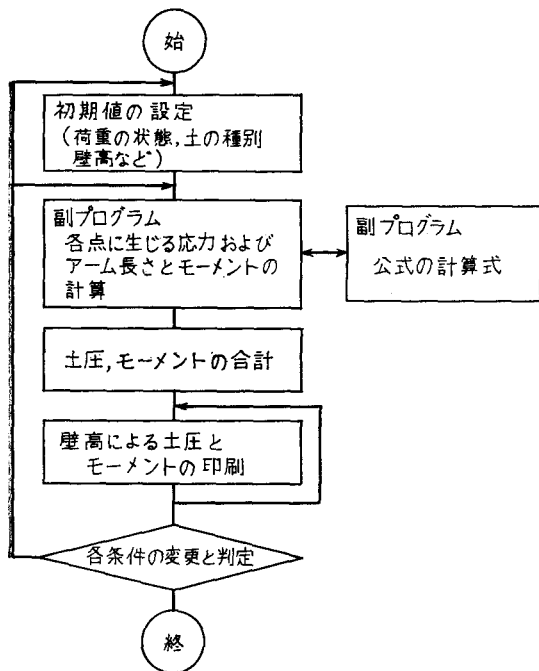 始
初期値の設定
(荷重の状態,土の種別
壁高など)
副プログラム
各点に生じる応力および
アーム長さとモーメントの
計算
副プログラム
公式の計算式
土圧,モーメントの合計
壁高による土圧と
モーメントの印刷
各条件の変更と判定
終